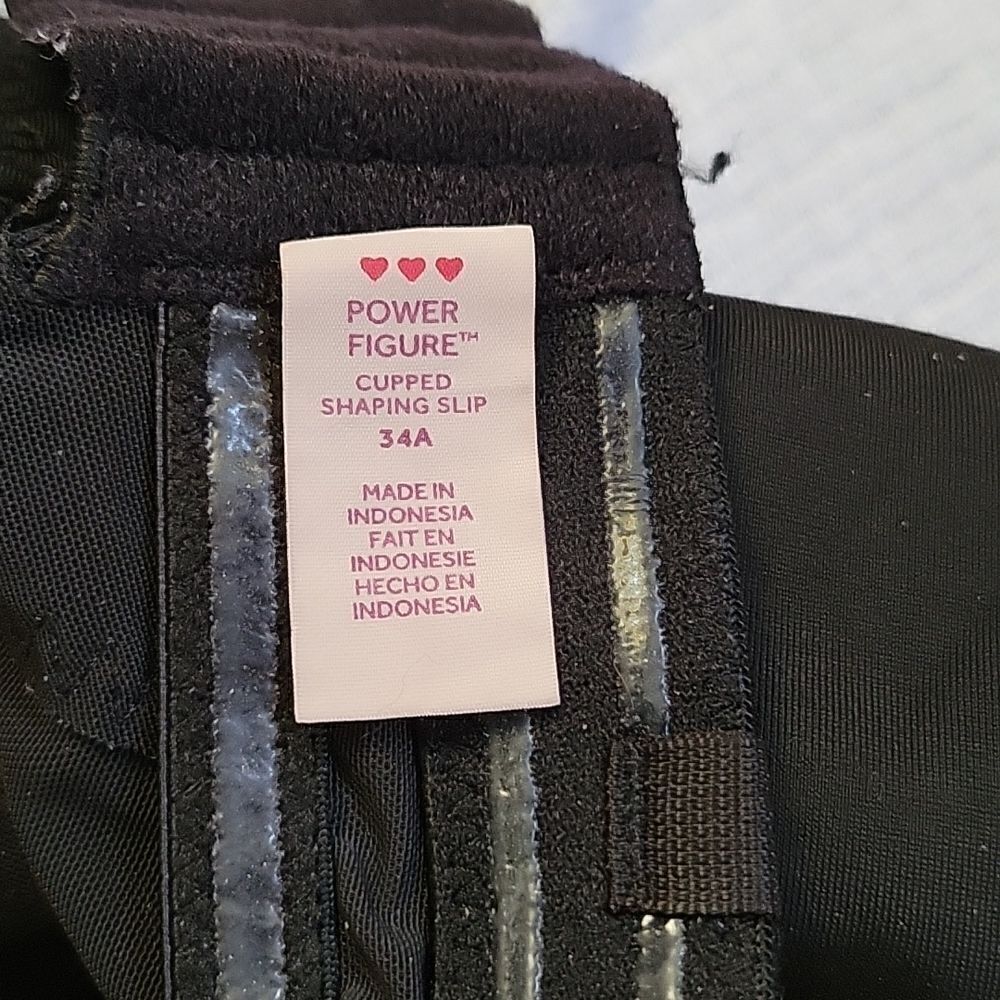 POWER
FIGURE™
CUPPED
SHAPING SLIP
34A
MADE IN
INDONESIA
FAIT EN
INDONESIE
HECHO EN
INDONESIA